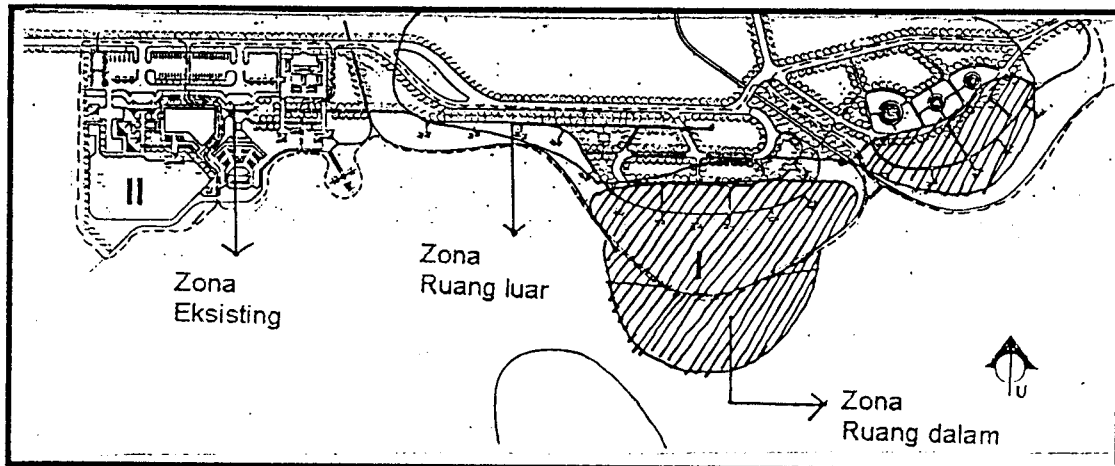 II
I
Zona
Eksisting
Zona
Ruang luar
Zona
Ruang dalam
U